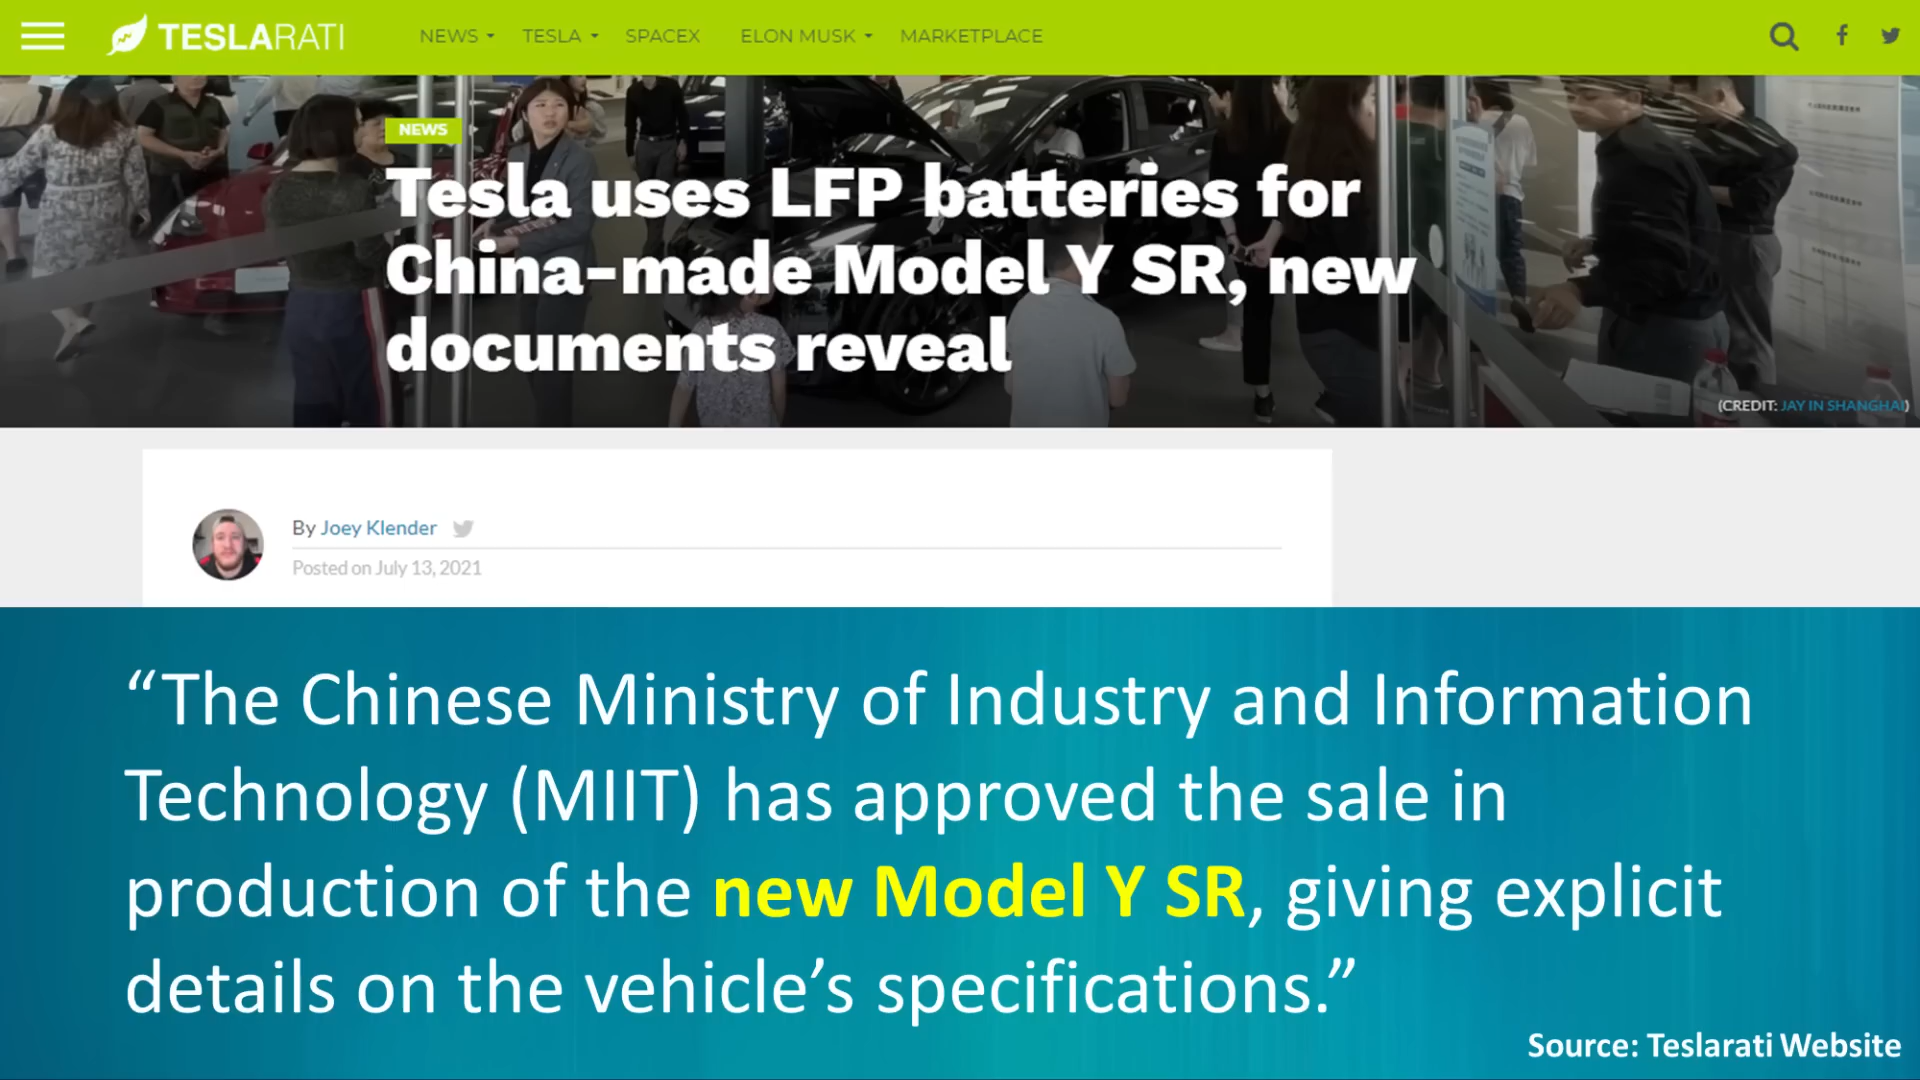 TESLARATI
NEWS TESLA SPACEX ELON MUSK MARKETPLACE
NEWS
Tesla uses LFP batteries for
China-made Model Y SR, new
documents reveal
(CREDIT: JAY IN SHANGHAI)
By Joey Klender
Posted on July 13, 2021
“The Chinese Ministry of Industry and Information
Technology (MIIT) has approved the sale in
production of the new Model Y SR, giving explicit
details on the vehicle’s specifications.”
Source: Teslarati Website